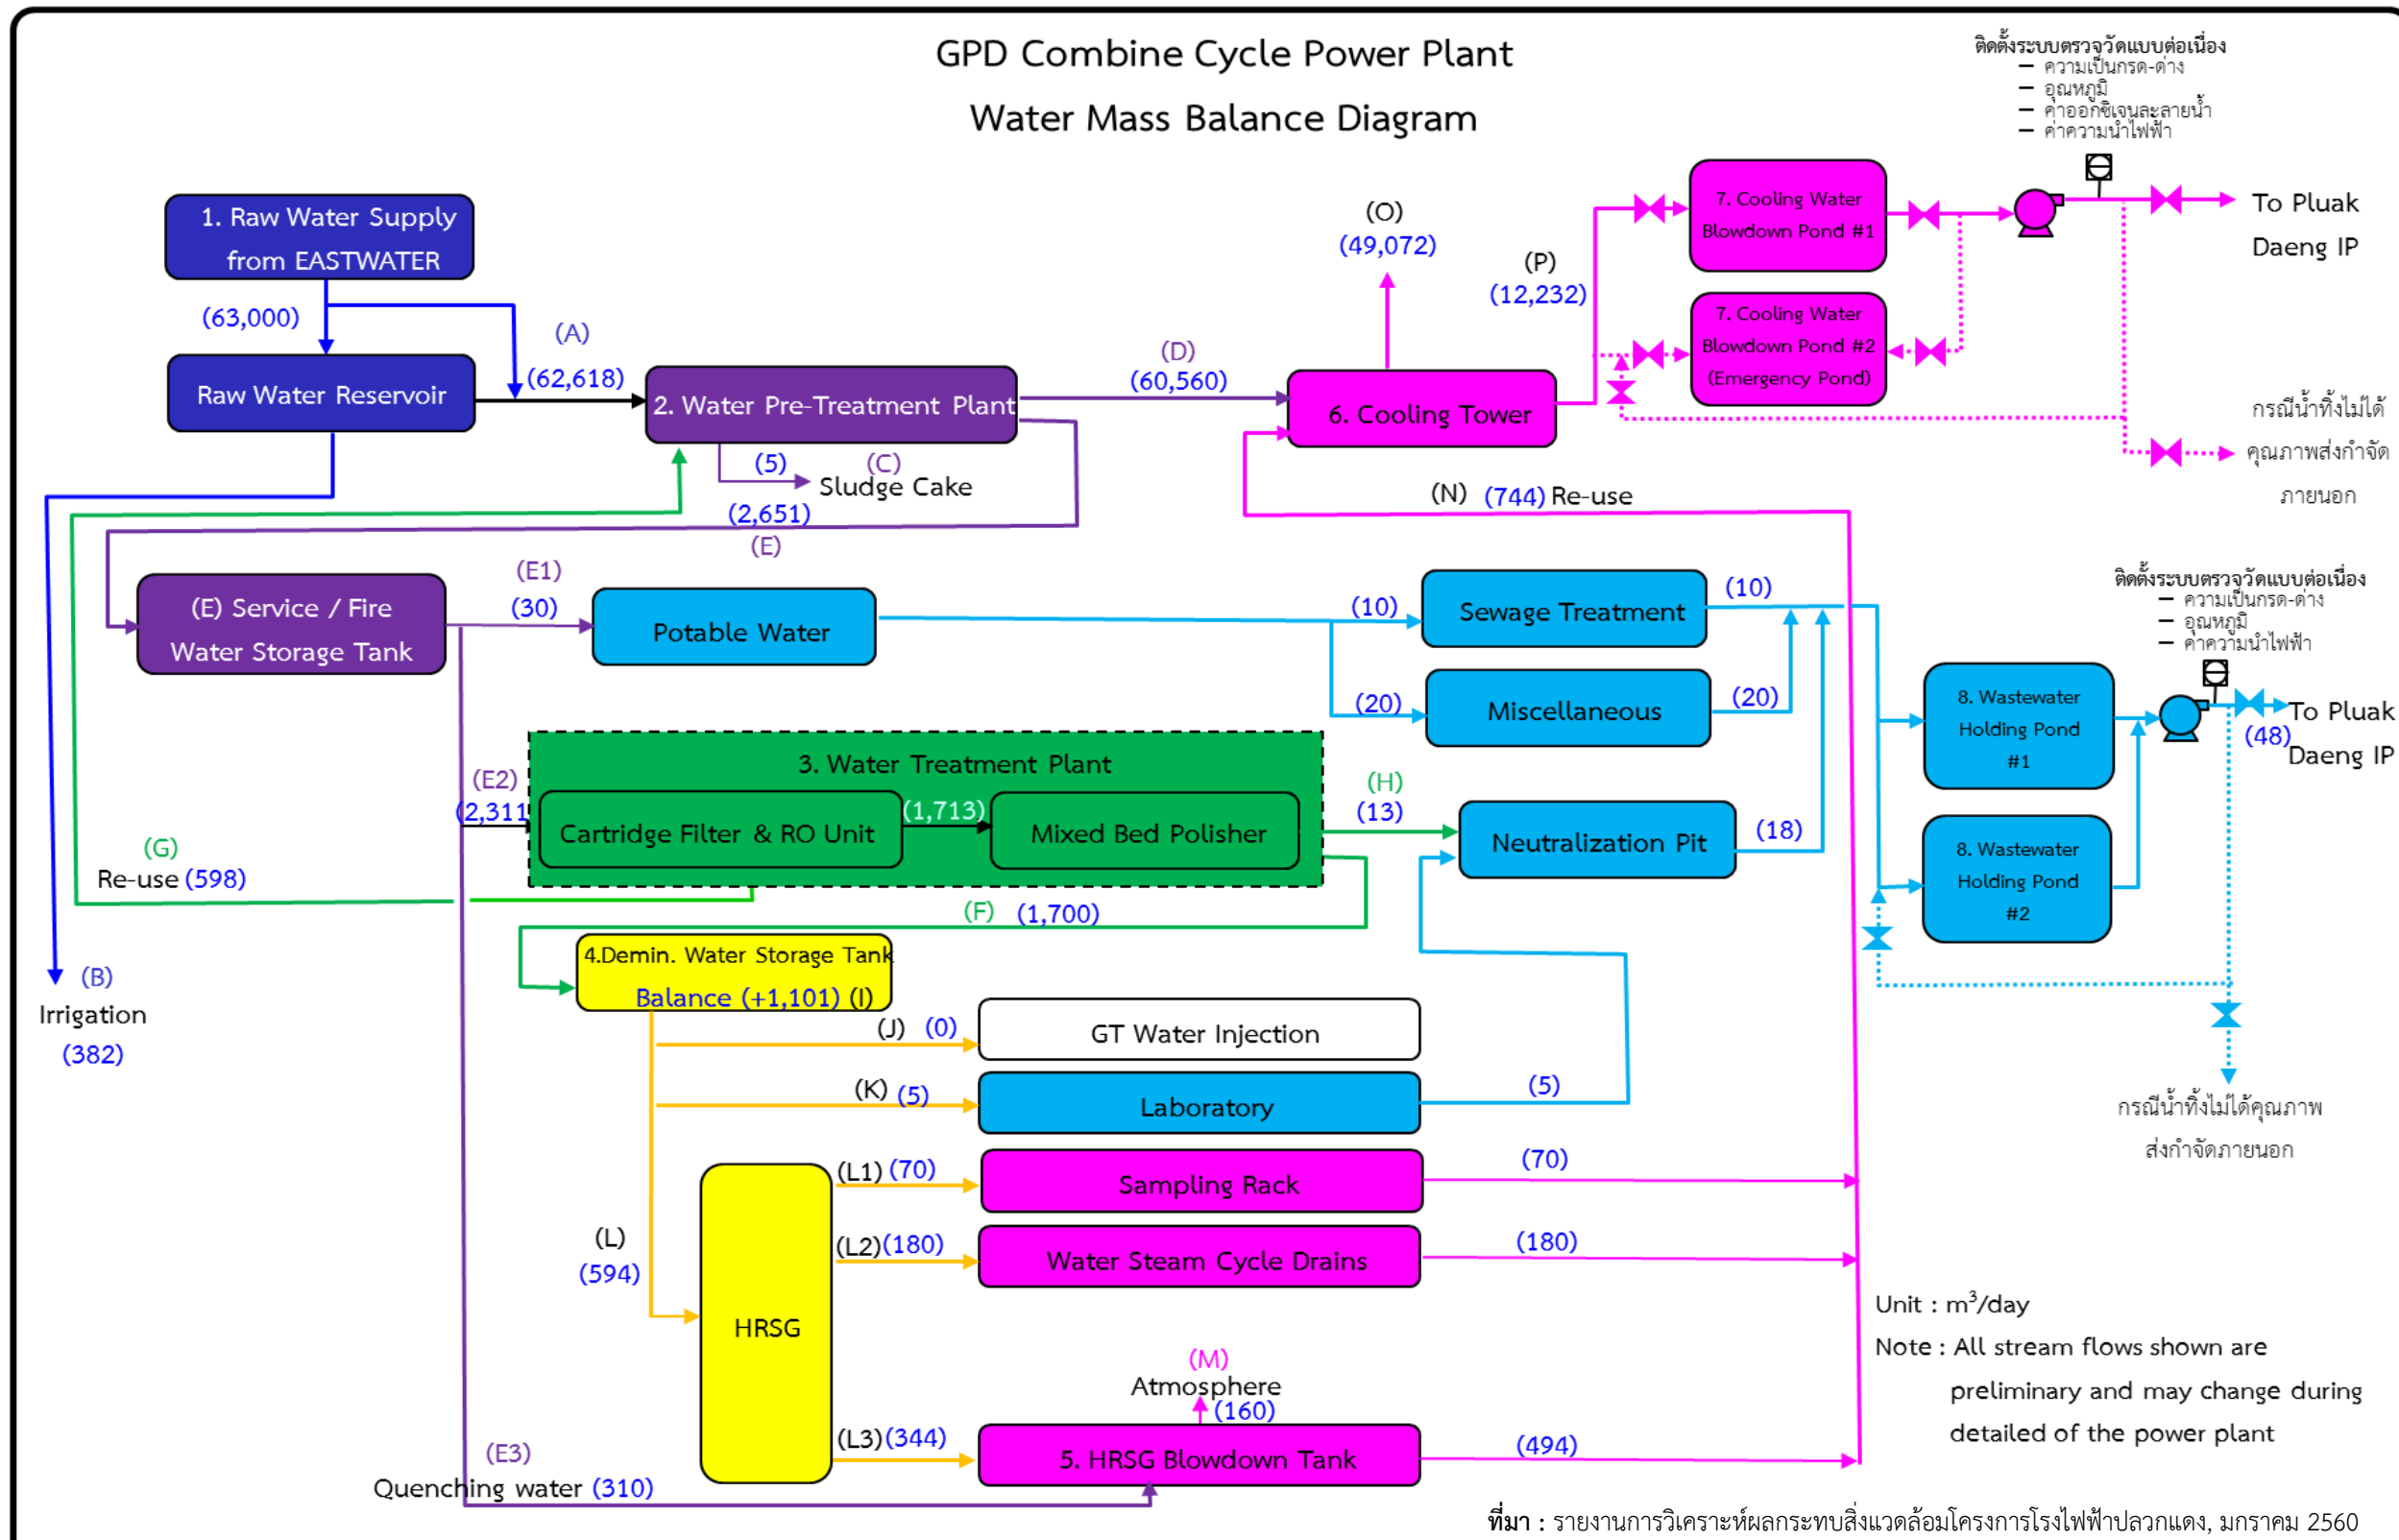 GPD Combine Cycle Power Plant
Water Mass Balance Diagram
ติดตั้งระบบตรวจวัดแบบต่อเนื่อง
– ความเป็นกรด-ด่าง
– อุณหภูมิ
– ค่าออกซิเจนละลายน้ำ
– ค่าความนำไฟฟ้า
1. Raw Water Supply
from EASTWATER
(63,000)
(A)
(62,618)
Raw Water Reservoir
2. Water Pre-Treatment Plant
(D)
(60,560)
(O)
(49,072)
6. Cooling Tower
(P)
(12,232)
7. Cooling Water
Blowdown Pond #1
7. Cooling Water
Blowdown Pond #2
(Emergency Pond)
To Pluak
Daeng IP
กรณีน้ำทิ้งไม่ได้
คุณภาพส่งกำจัด
ภายนอก
(5)
(C)
Sludge Cake
(2,651)
(E)
(N) (744) Re-use
(E) Service / Fire
Water Storage Tank
(E1)
(30)
Potable Water
(10)
Sewage Treatment
(10)
(20)
Miscellaneous
(20)
ติดตั้งระบบตรวจวัดแบบต่อเนื่อง
– ความเป็นกรด-ด่าง
– อุณหภูมิ
– ค่าความนำไฟฟ้า
8. Wastewater
Holding Pond
#1
To Pluak
(48)
Daeng IP
8. Wastewater
Holding Pond
#2
(E2)
(2,311
3. Water Treatment Plant
Cartridge Filter & RO Unit
(1,713)
Mixed Bed Polisher
(H)
(13)
Neutralization Pit
(18)
(G)
Re-use (598)
(F) (1,700)
4.Demin. Water Storage Tank
Balance (+1,101) (I)
(B)
Irrigation
(382)
(J) (0)
GT Water Injection
(K) (5)
Laboratory
(5)
กรณีน้ำทิ้งไม่ได้คุณภาพ
ส่งกำจัดภายนอก
(L)
(594)
HRSG
(L1) (70)
Sampling Rack
(70)
(L2) (180)
Water Steam Cycle Drains
(180)
(M)
Atmosphere
(160)
(L3) (344)
5. HRSG Blowdown Tank
(494)
(E3)
Quenching water (310)
Unit : m³/day
Note : All stream flows shown are
preliminary and may change during
detailed of the power plant
ที่มา : รายงานการวิเคราะห์ผลกระทบสิ่งแวดล้อมโครงการโรงไฟฟ้าปลวกแดง, มกราคม 2560